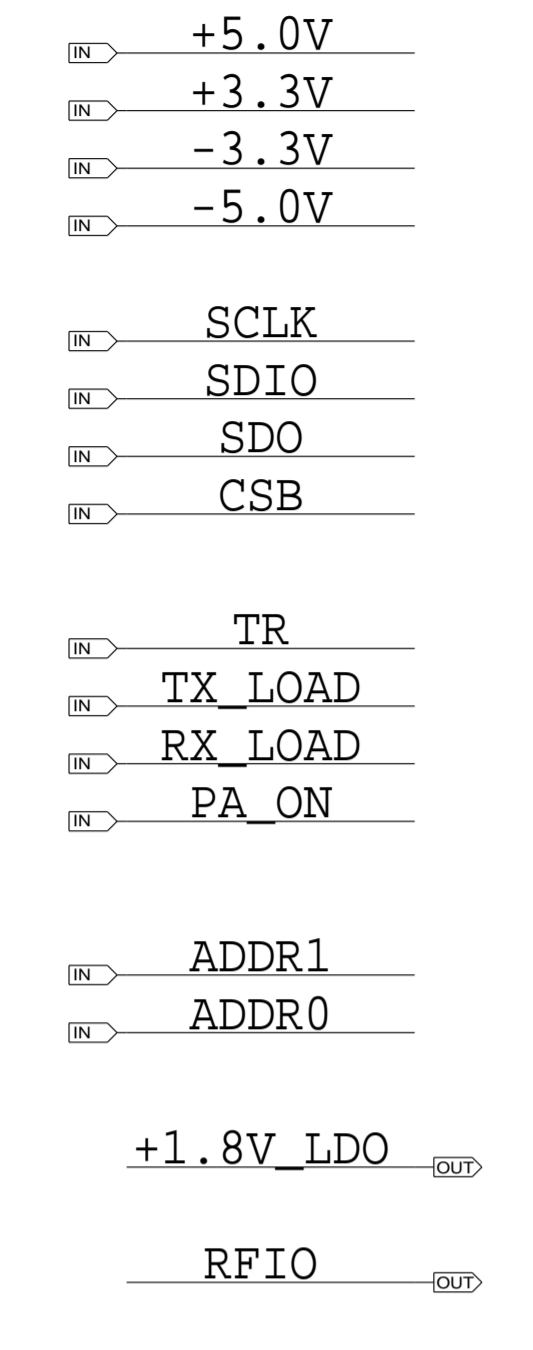 IN +5.0V
IN +3.3V
IN -3.3V
IN -5.0V
IN SCLK
IN SDIO
IN SDO
IN CSB
IN TR
IN TX_LOAD
IN RX_LOAD
IN PA_ON
IN ADDR1
IN ADDR0
+1.8V_LDO OUT
RFIO OUT